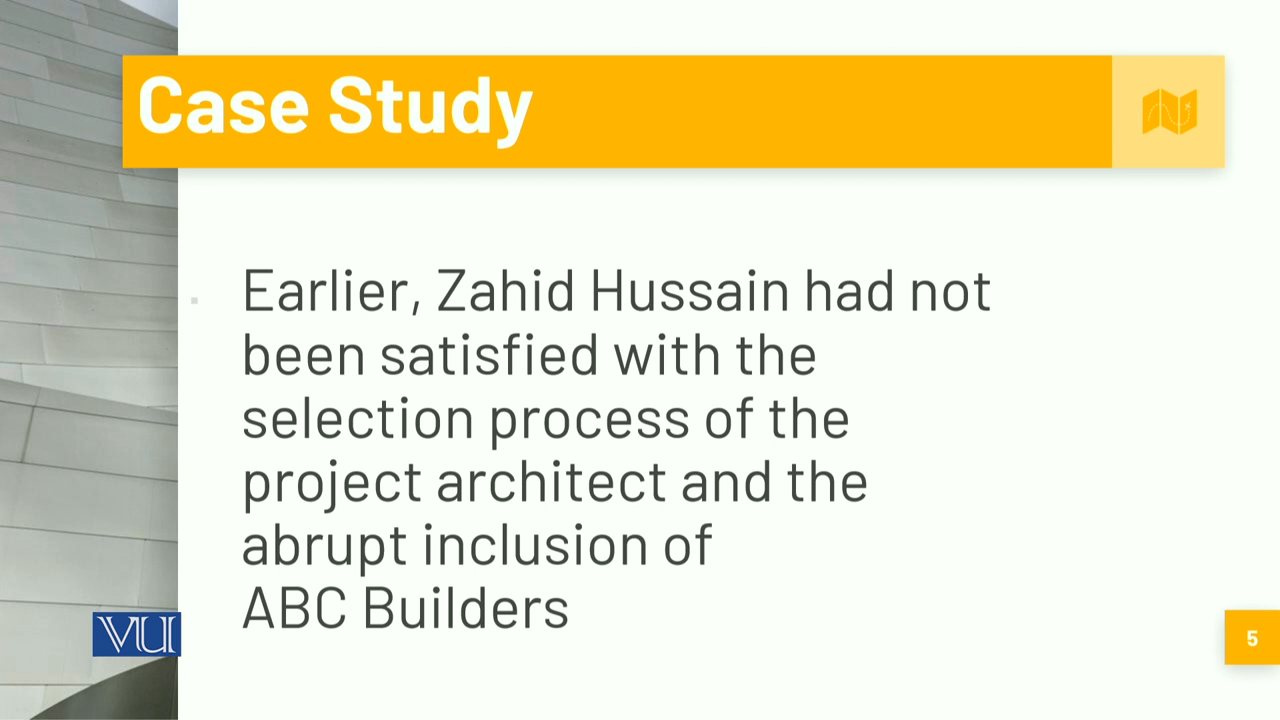 Case Study
Earlier, Zahid Hussain had not
been satisfied with the
selection process of the
project architect and the
abrupt inclusion of
ABC Builders
VU
5